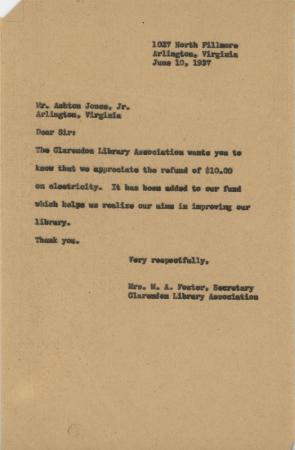 1027 North Fillmore
Arlington, Virginia
June 10, 1937
Mr. Ashton Jones, Jr.
Arlington, Virginia
Dear Sir:
The Clarendon Library Association wants you to
know that we appreciate the refund of $10.00
on electricity. It has been added to our fund
which helps us realize our aims in improving our
library.
Thank you.
Very respectfully,
Mrs. M. A. Foster, Secretary
Clarendon Library Association